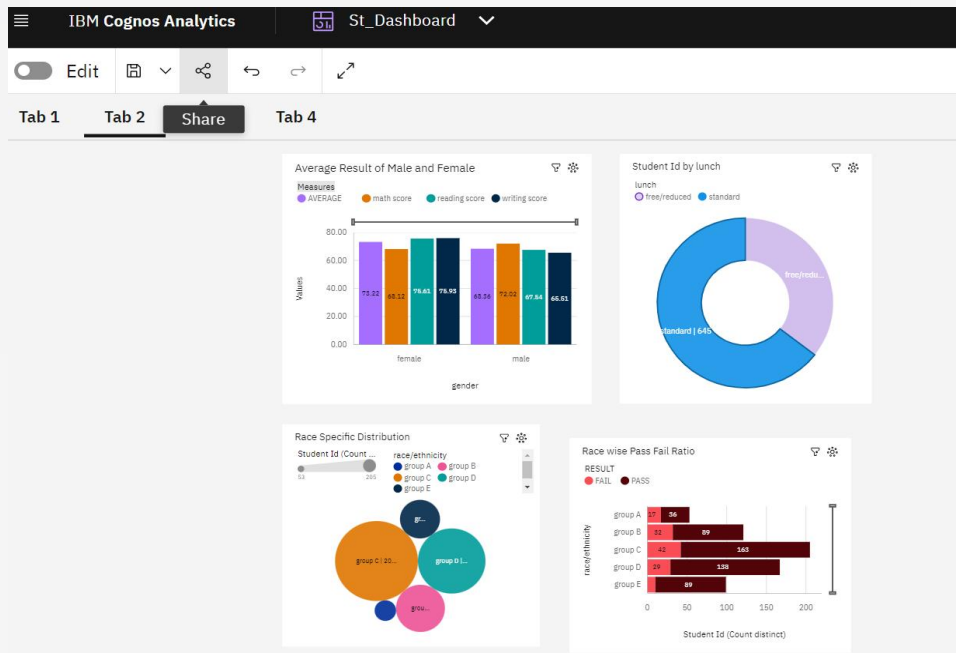 IBM Cognos Analytics
St_Dashboard
Edit
Tab 1
Tab 2
Share
Tab 4
Average Result of Male and Female
Measures
AVERAGE math score reading score writing score
80.00
60.00
40.00
20.00
0.00
Values
73.22 68.12 75.61 75.93 68.36 72.02 67.84 65.51
female male
gender
Student Id by lunch
lunch
free/reduced standard
free/redu...
standard | 645
Race Specific Distribution
Student Id (Count ...
53 205
race/ethnicity
group A group B
group C group D
group E
gr...
group C | 20...
group D |...
grou...
Race wise Pass Fail Ratio
RESULT
FAIL PASS
race/ethnicity
group A 17 36
group B 32 89
group C 42 163
group D 29 138
group E 89
0 50 100 150 200
Student Id (Count distinct)